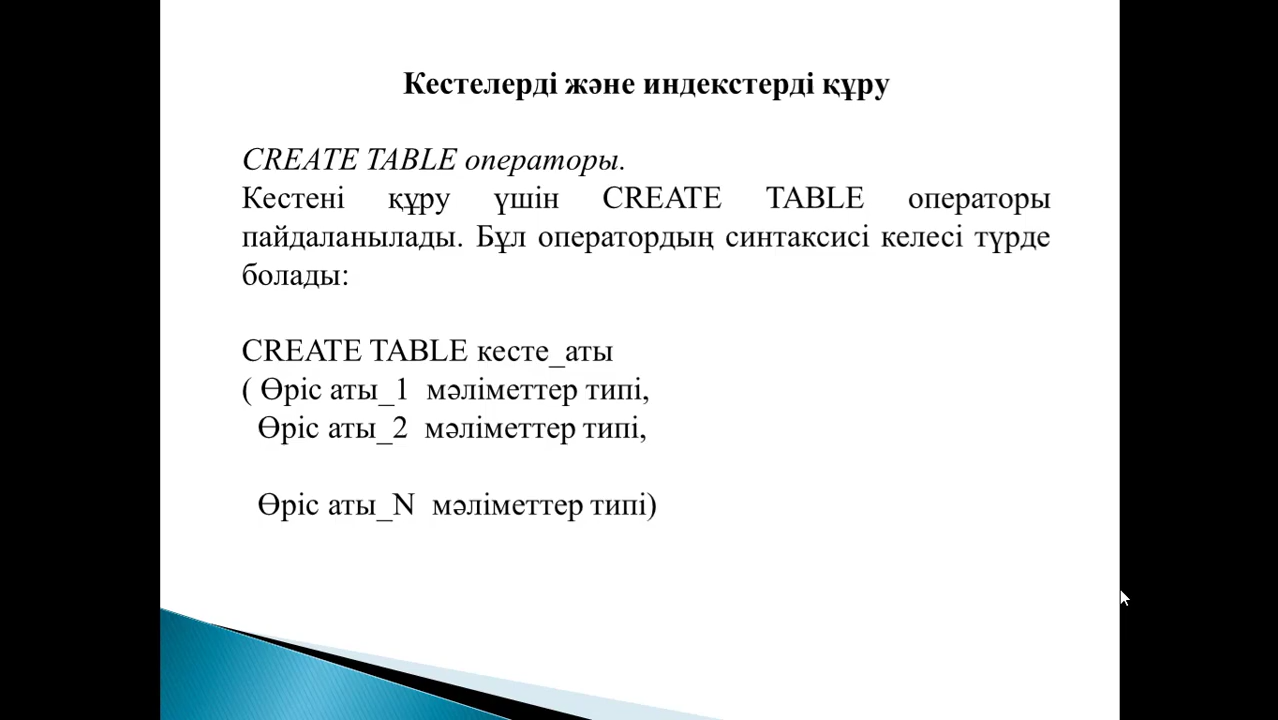 Кестелерді және индекстерді құру
CREATE TABLE операторы.
Кестені құру үшін CREATE TABLE операторы
пайдаланылады. Бұл оператордың синтаксисі келесі түрде
болады:
CREATE TABLE кесте_аты
( Өріс аты_1 мәліметтер типі,
Өріс аты_2 мәліметтер типі,
Өріс аты_N мәліметтер типі)